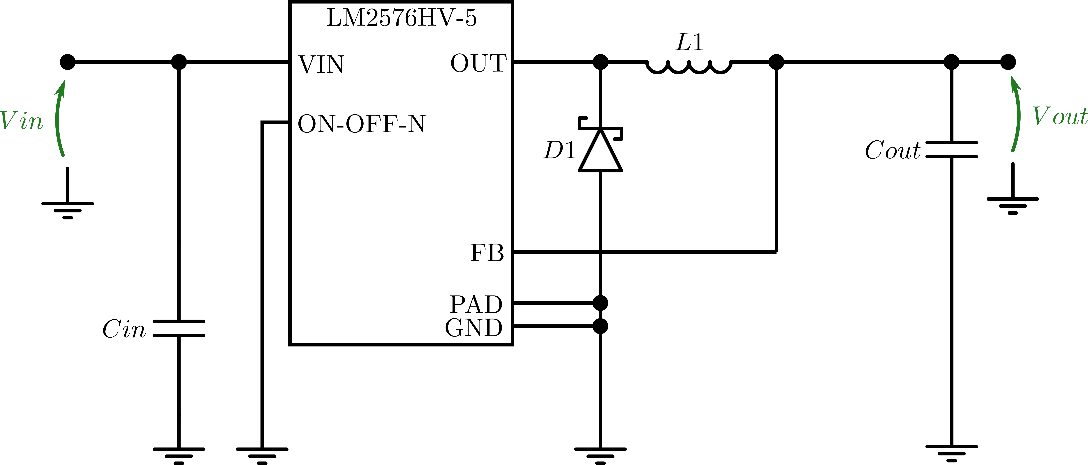 LM2576HV-5
VIN
OUT
L1
Vin
ON-OFF-N
Vout
D1
Cout
FB
PAD
Cin
GND